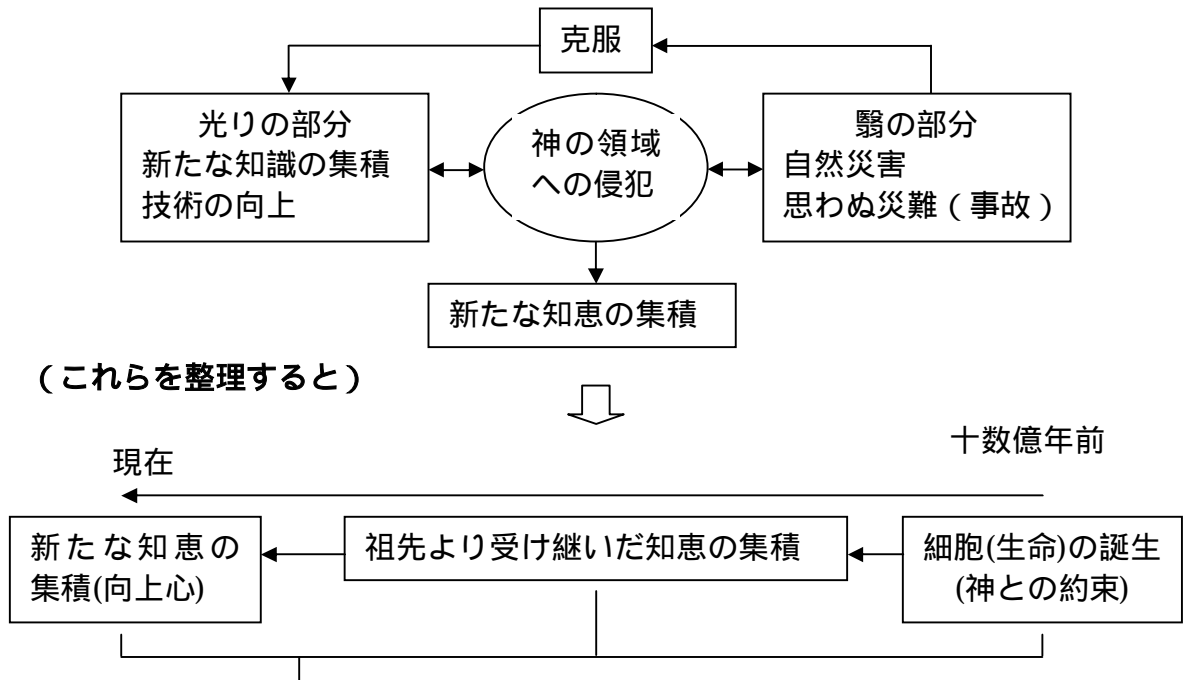 克服
光りの部分
新たな知識の集積
技術の向上
神の領域
への侵犯
翳の部分
自然災害
思わぬ災難（事故）
新たな知恵の集積
（これらを整理すると）
十数億年前
現在
新たな知恵の
集積(向上心)
祖先より受け継いだ知恵の集積
細胞(生命)の誕生
(神との約束)